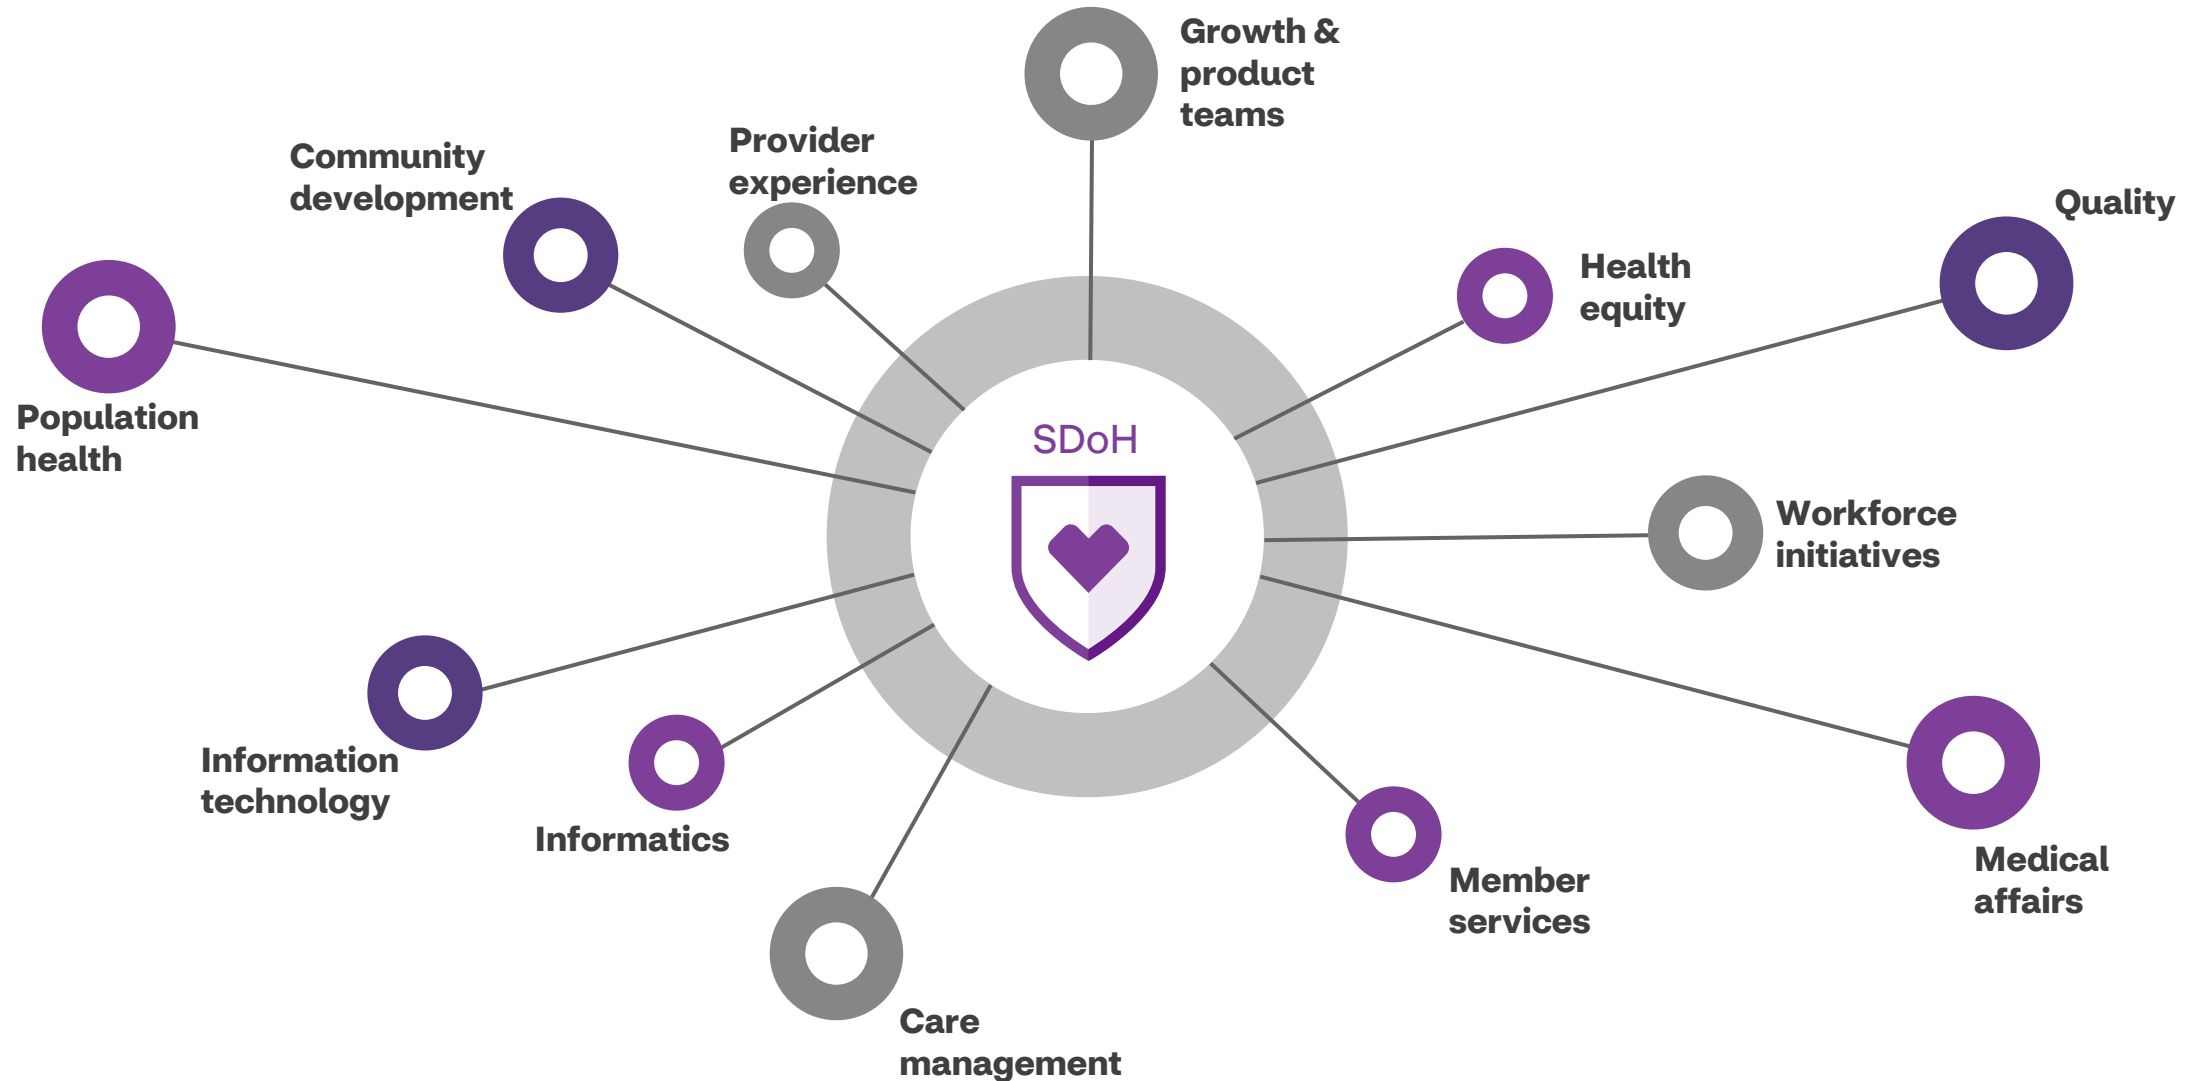 Growth &
product
teams
Provider
experience
Community
development
Quality
Health
equity
Population
health
SDoH
Workforce
initiatives
Information
technology
Informatics
Member
services
Medical
affairs
Care
management